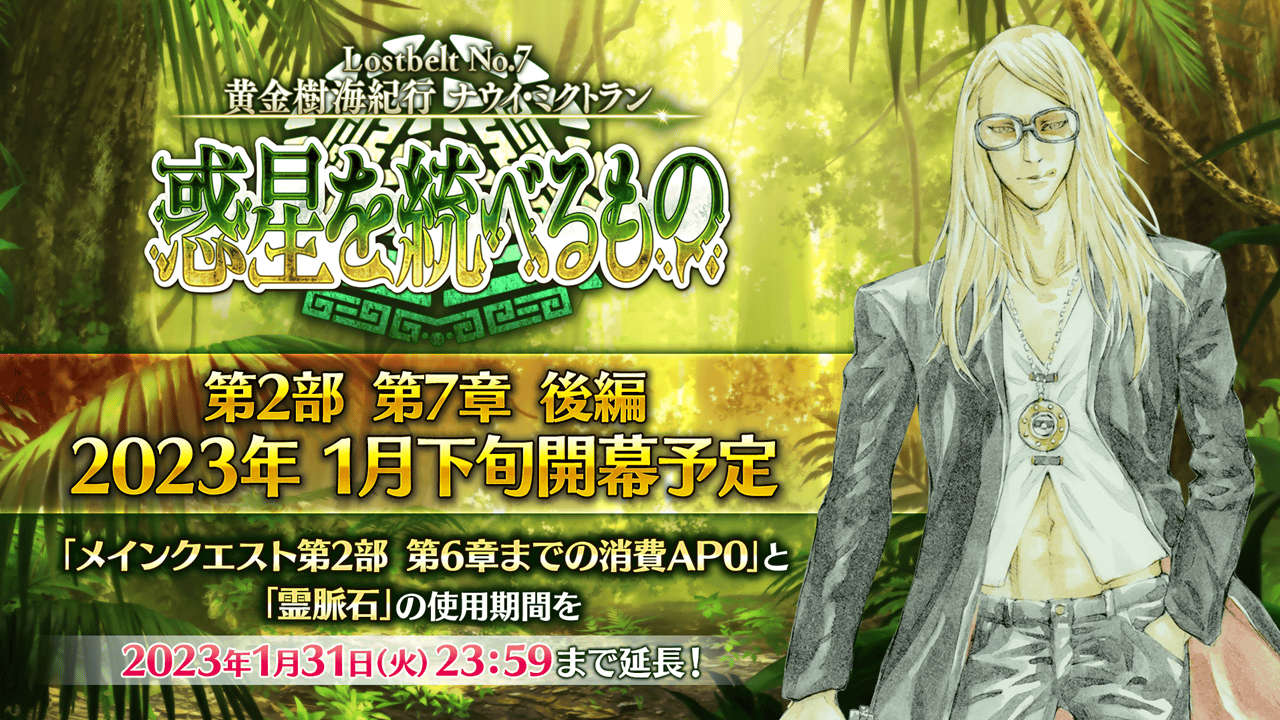 Lostbelt No.7
黄金樹海紀行 ナウイ・ミクトラン
惑星を統べるもの
第2部 第7章 後編
2023年 1月下旬開幕予定
「メインクエスト第2部 第6章までの消費AP0」と
「霊脈石」の使用期間を
2023年1月31日(火) 23:59まで延長!